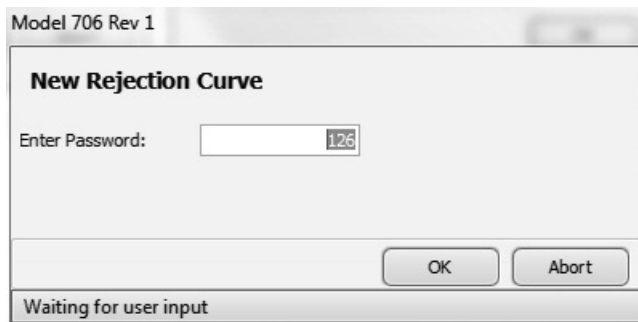 Model 706 Rev 1
New Rejection Curve
Enter Password: 126
OK Abort
Waiting for user input